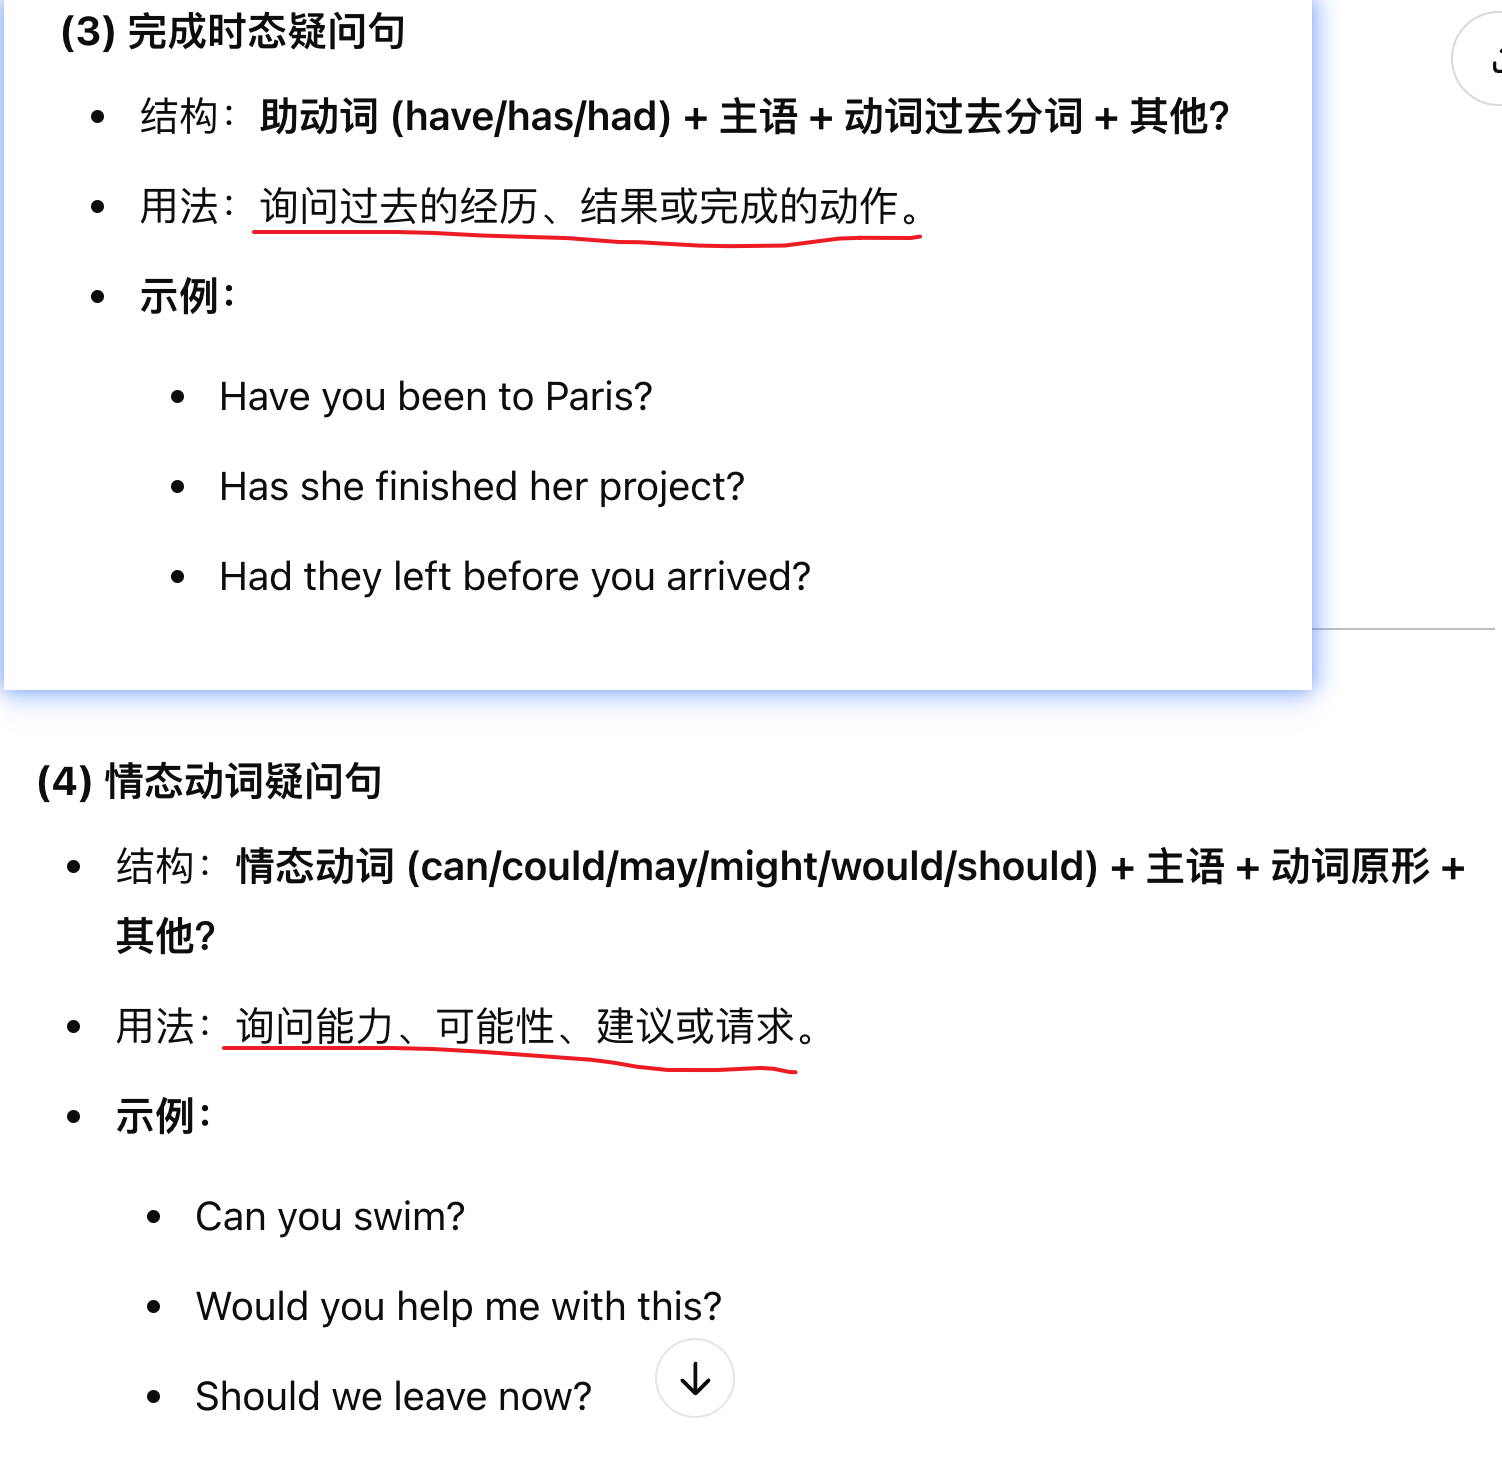 (3) 完成时态疑问句
• 结构：助动词 (have/has/had) + 主语 + 动词过去分词 + 其他?
• 用法：询问过去的经历、结果或完成的动作。
• 示例：
• Have you been to Paris?
• Has she finished her project?
• Had they left before you arrived?
(4) 情态动词疑问句
• 结构：情态动词 (can/could/may/might/would/should) + 主语 + 动词原形 +
其他?
• 用法：询问能力、可能性、建议或请求。
• 示例：
• Can you swim?
• Would you help me with this?
• Should we leave now?